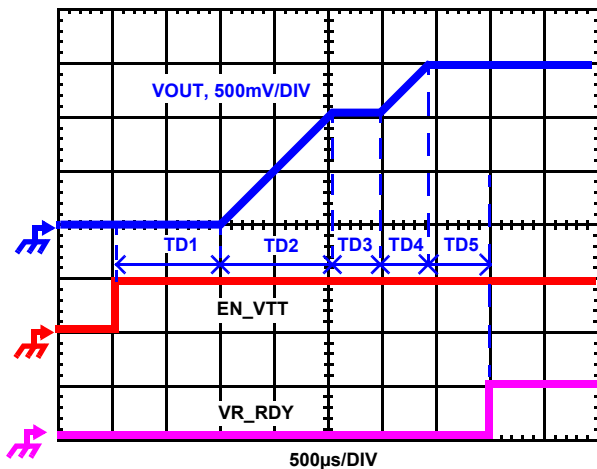 VOUT, 500mV/DIV
TD1 TD2 TD3 TD4 TD5
EN_VTT
VR_RDY
500µs/DIV